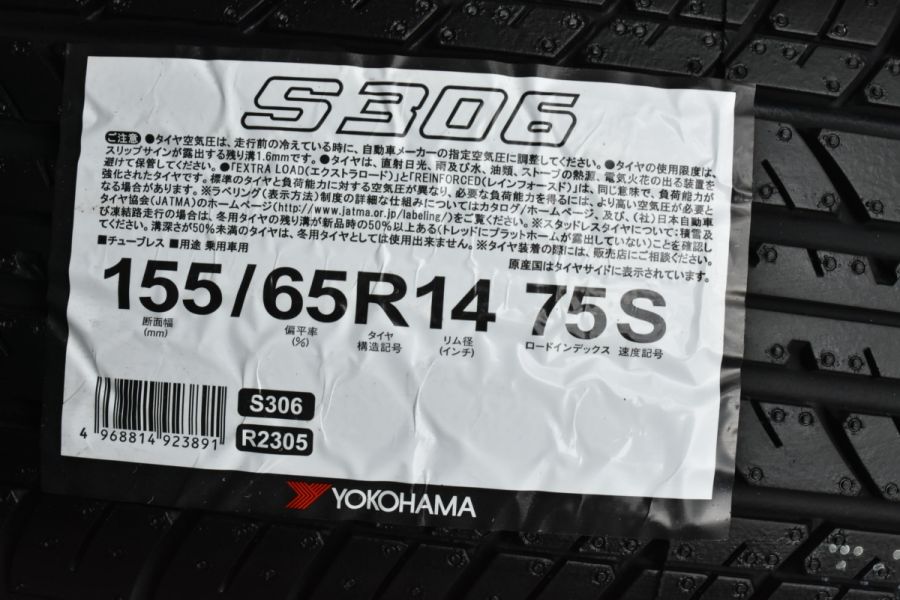 S306
ご注意 ●タイヤ空気圧は、走行前の冷えている時に、自動車メーカーの指定空気圧に調整してください。●タイヤの使用限度は、
スリップサインが露出する残り溝1.6mmです。●タイヤは、直射日光、雨及び水、油類、ストーブの熱源、電気火花の出る装置を
避けて保管してください。●「EXTRA LOAD(エクストラロード)」と「REINFORCED(レインフォースド)」は、同じ意味で、負荷能力が
強化されたタイヤです。標準のタイヤと負荷能力に対する空気圧が異なり、必要な負荷能力を得るには、より高い空気圧が必要と
なる場合があります。※ラベリング(表示方法)制度の詳細な仕組みについてはカタログ/ホームページ、及び、(社)日本自動車
タイヤ協会(JATMA)のホームページ(http://www.jatma.or.jp/labeling/)をご覧ください。※スタッドレスタイヤについて:積雪及
び凍結路走行の場合は、冬用タイヤの残り溝が新品時の50%以上ある(トレッドにプラットホームが露出していない)ことを確認し
てください。溝深さが50%未満のタイヤは、冬用タイヤとしては使用出来ません。※タイヤ装着の際には、販売店にご相談ください。
■チューブレス ■用途 乗用車用
原産国はタイヤサイドに表示されています。
155/65R14 75S
断面幅 (mm)
偏平率 (%)
タイヤ 構造記号
リム径 (インチ)
ロードインデックス 速度記号
4 968814 923891
S306
R2305
YOKOHAMA